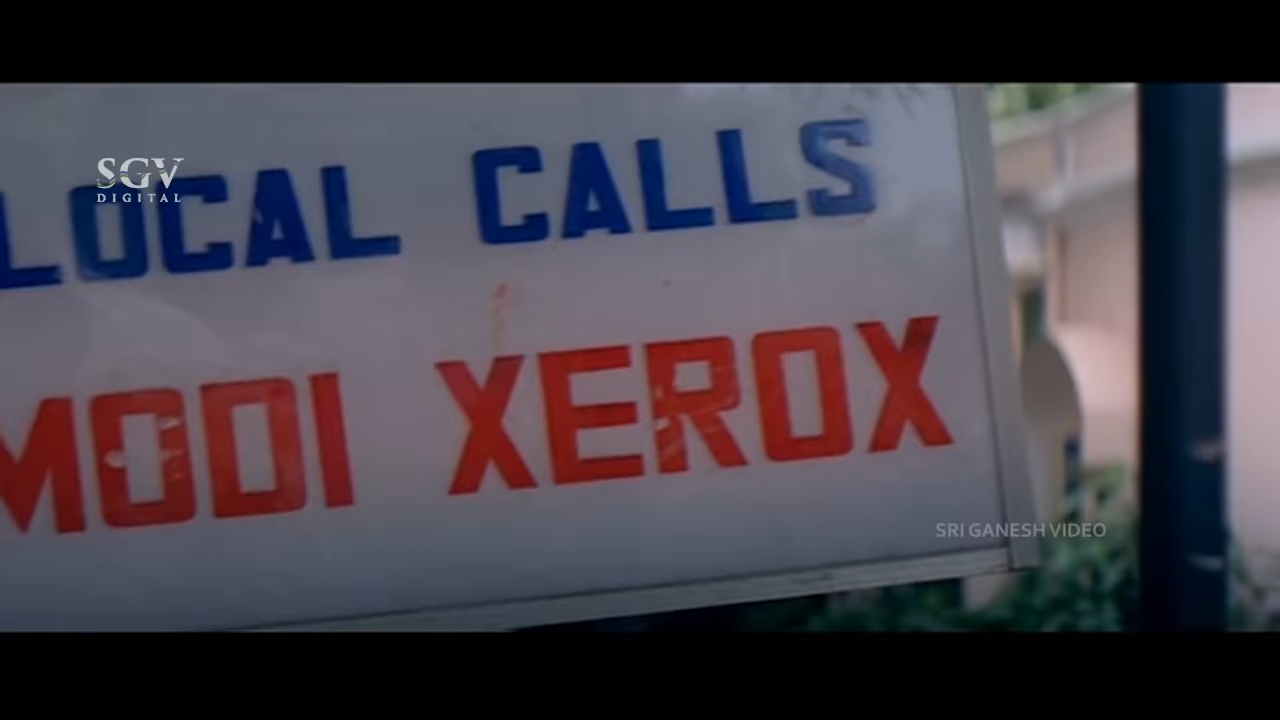 SGV
DIGITAL
LOCAL CALLS
MODI XEROX
SRI GANESH VIDEO